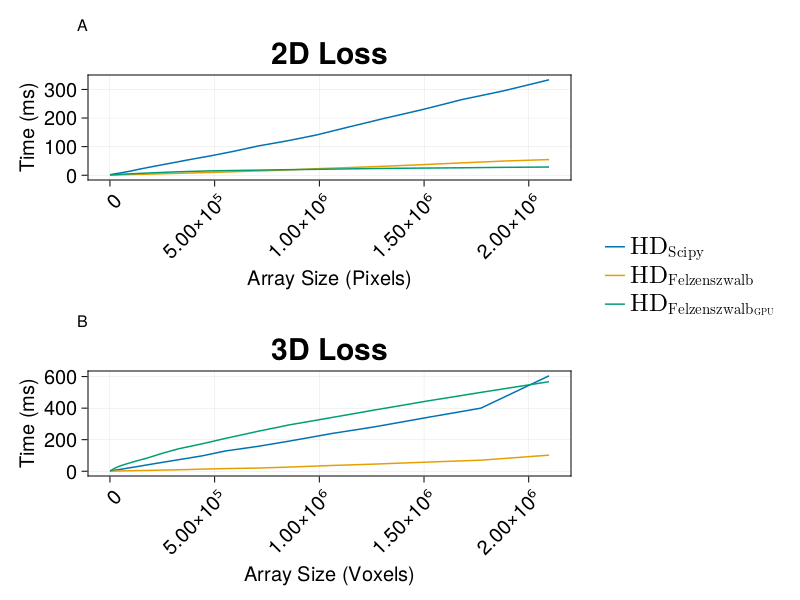 A
2D Loss
Time (ms)
300
200
100
0
0
5.00×10⁵
1.00×10⁶
1.50×10⁶
2.00×10⁶
Array Size (Pixels)
HD_Scipy
HD_Felzenszwalb
HD_Felzenszwalb_GPU
B
3D Loss
Time (ms)
600
400
200
0
0
5.00×10⁵
1.00×10⁶
1.50×10⁶
2.00×10⁶
Array Size (Voxels)